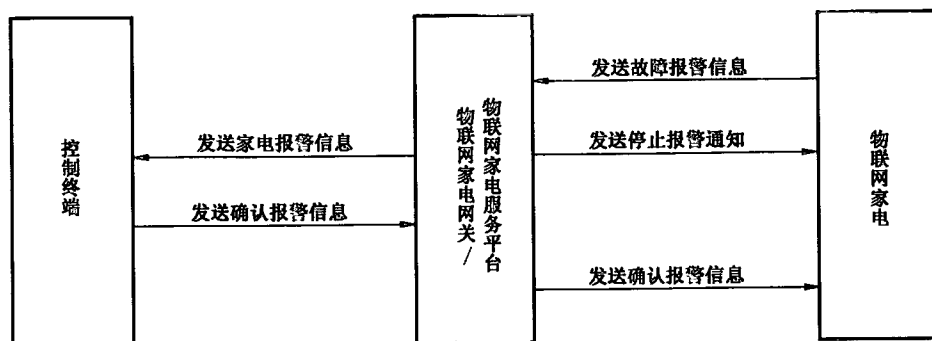 控制终端
发送家电报警信息
发送确认报警信息
物联网家电网关/
物联网家电服务平台
发送故障报警信息
发送停止报警通知
发送确认报警信息
物联网家电